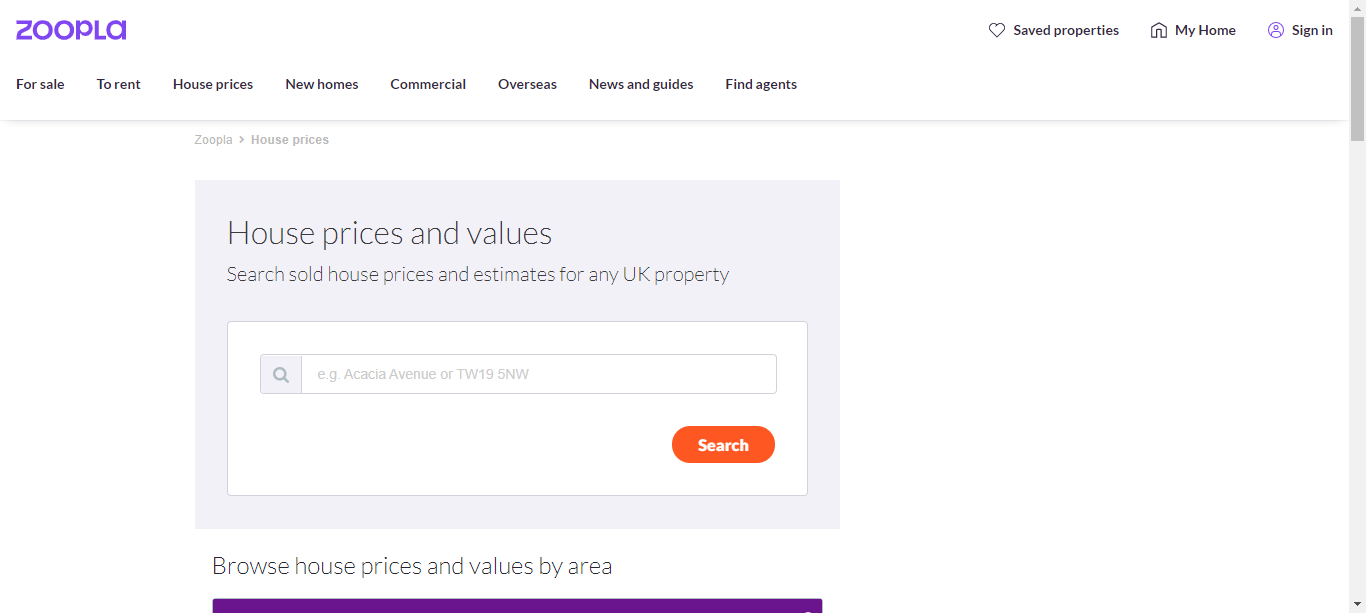 zoopla
Saved properties
My Home
Sign in
For sale
To rent
House prices
New homes
Commercial
Overseas
News and guides
Find agents
Zoopla > House prices
House prices and values
Search sold house prices and estimates for any UK property
e.g. Acacia Avenue or TW19 5NW
Search
Browse house prices and values by area